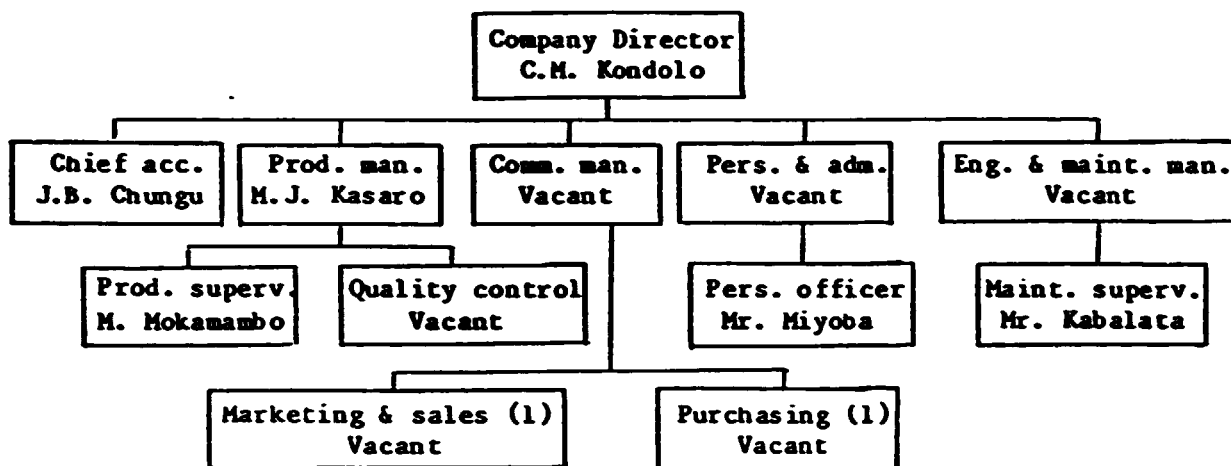 Company Director
C.M. Kondolo
Chief acc.
J.B. Chungu
Prod. man.
M.J. Kasaro
Comm. man.
Vacant
Pers. & adm.
Vacant
Eng. & maint. man.
Vacant
Prod. superv.
M. Mokamambo
Quality control
Vacant
Pers. officer
Mr. Miyoba
Maint. superv.
Mr. Kabalata
Marketing & sales (1)
Vacant
Purchasing (1)
Vacant